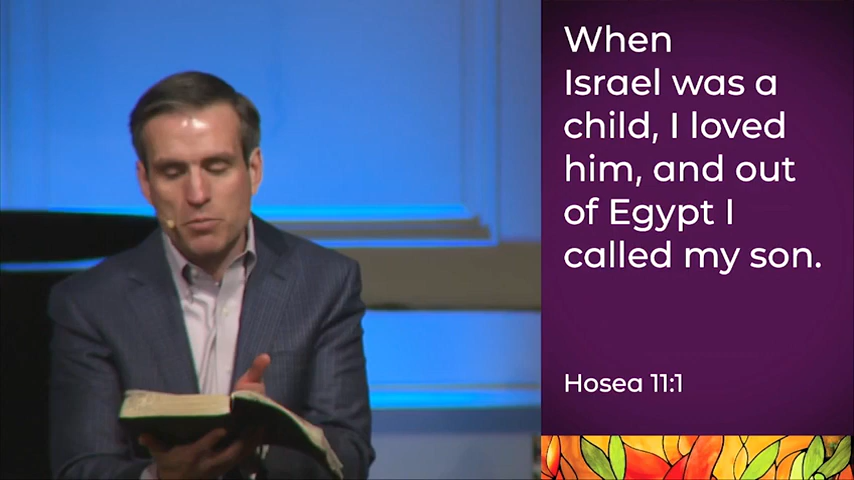 When
Israel was a
child, I loved
him, and out
of Egypt I
called my son.
Hosea 11:1